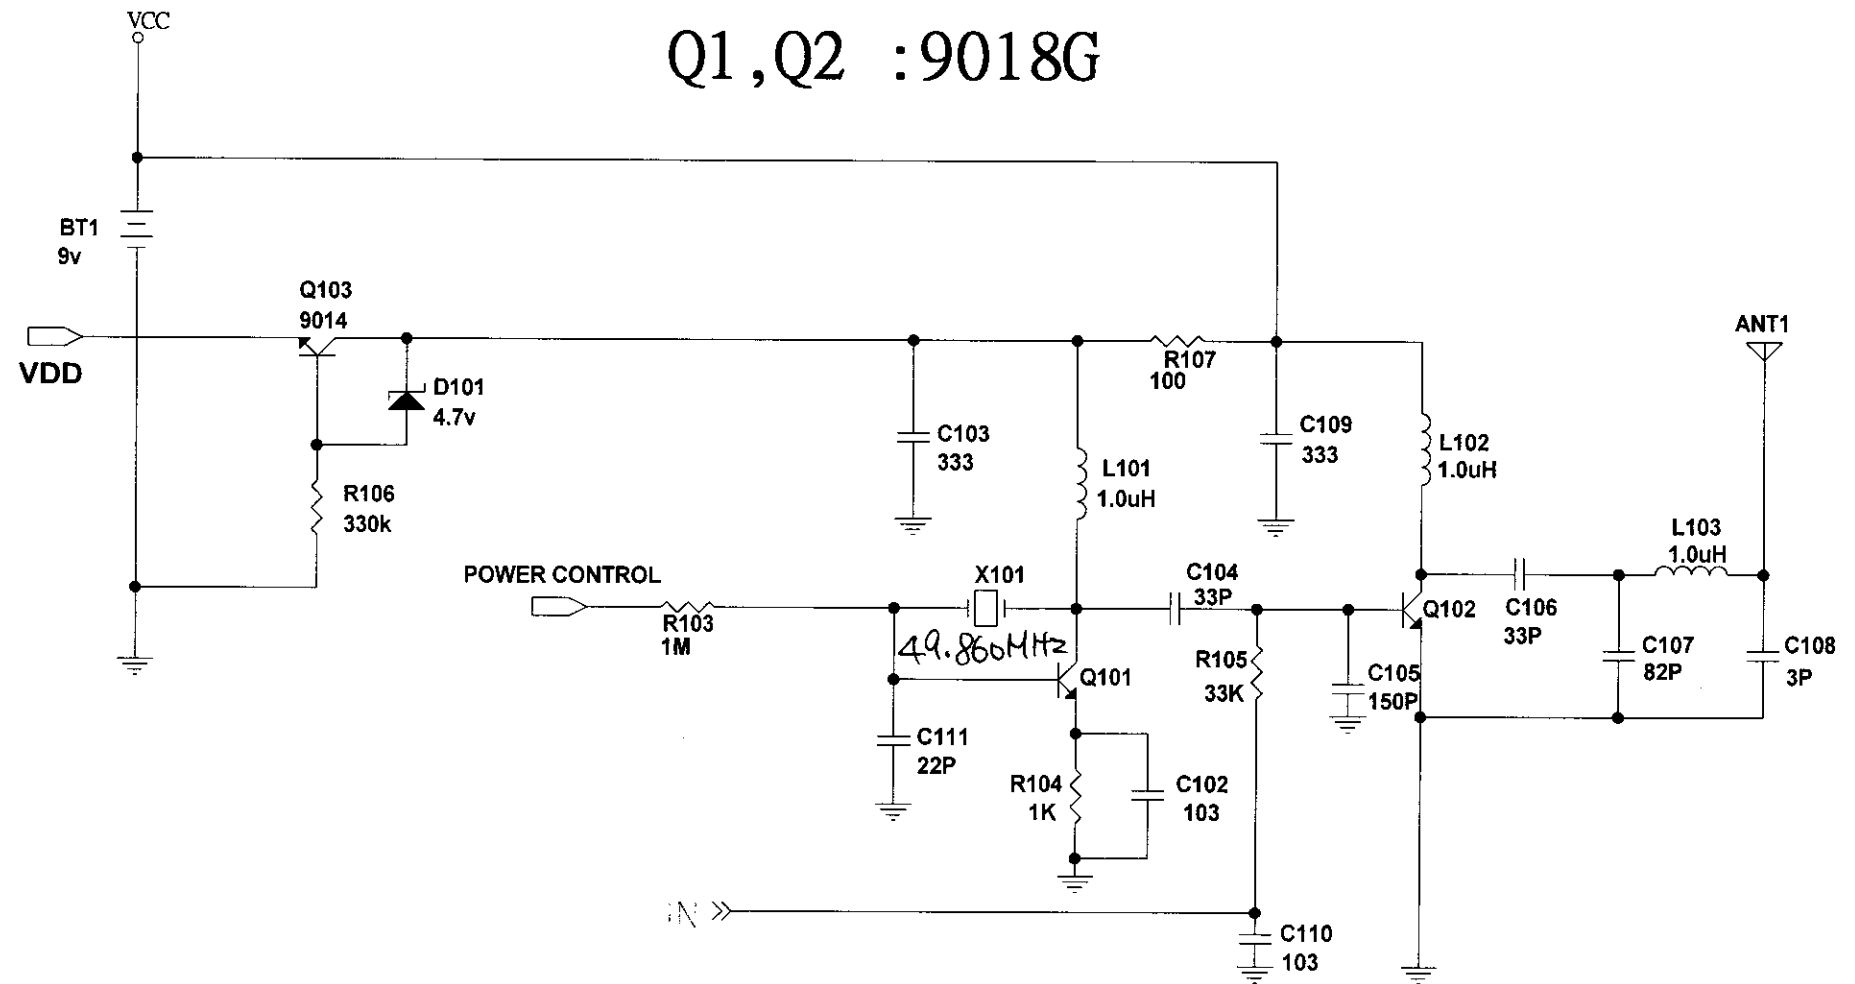 VCC
Q1,Q2 :9018G
BT1
9v
Q103
9014
VDD
D101
4.7v
R106
330k
C103
333
L101
1.0uH
R107
100
C109
333
L102
1.0uH
ANT1
L103
1.0uH
POWER CONTROL
R103
1M
X101
49.860MHz
C104
33P
Q101
R105
33K
C105
150P
Q102
C106
33P
C107
82P
C108
3P
C111
22P
R104
1K
C102
103
IN
C110
103